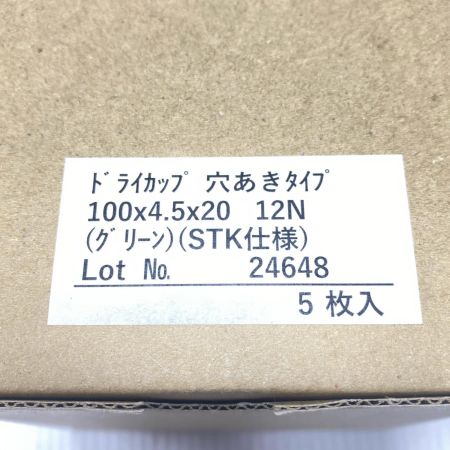 ﾄﾞﾗｲｶｯﾌﾟ 穴あきﾀｲﾌﾟ
100x4.5x20 12N
(ｸﾞﾘｰﾝ)(STK仕様)
Lot No. 24648
5枚入